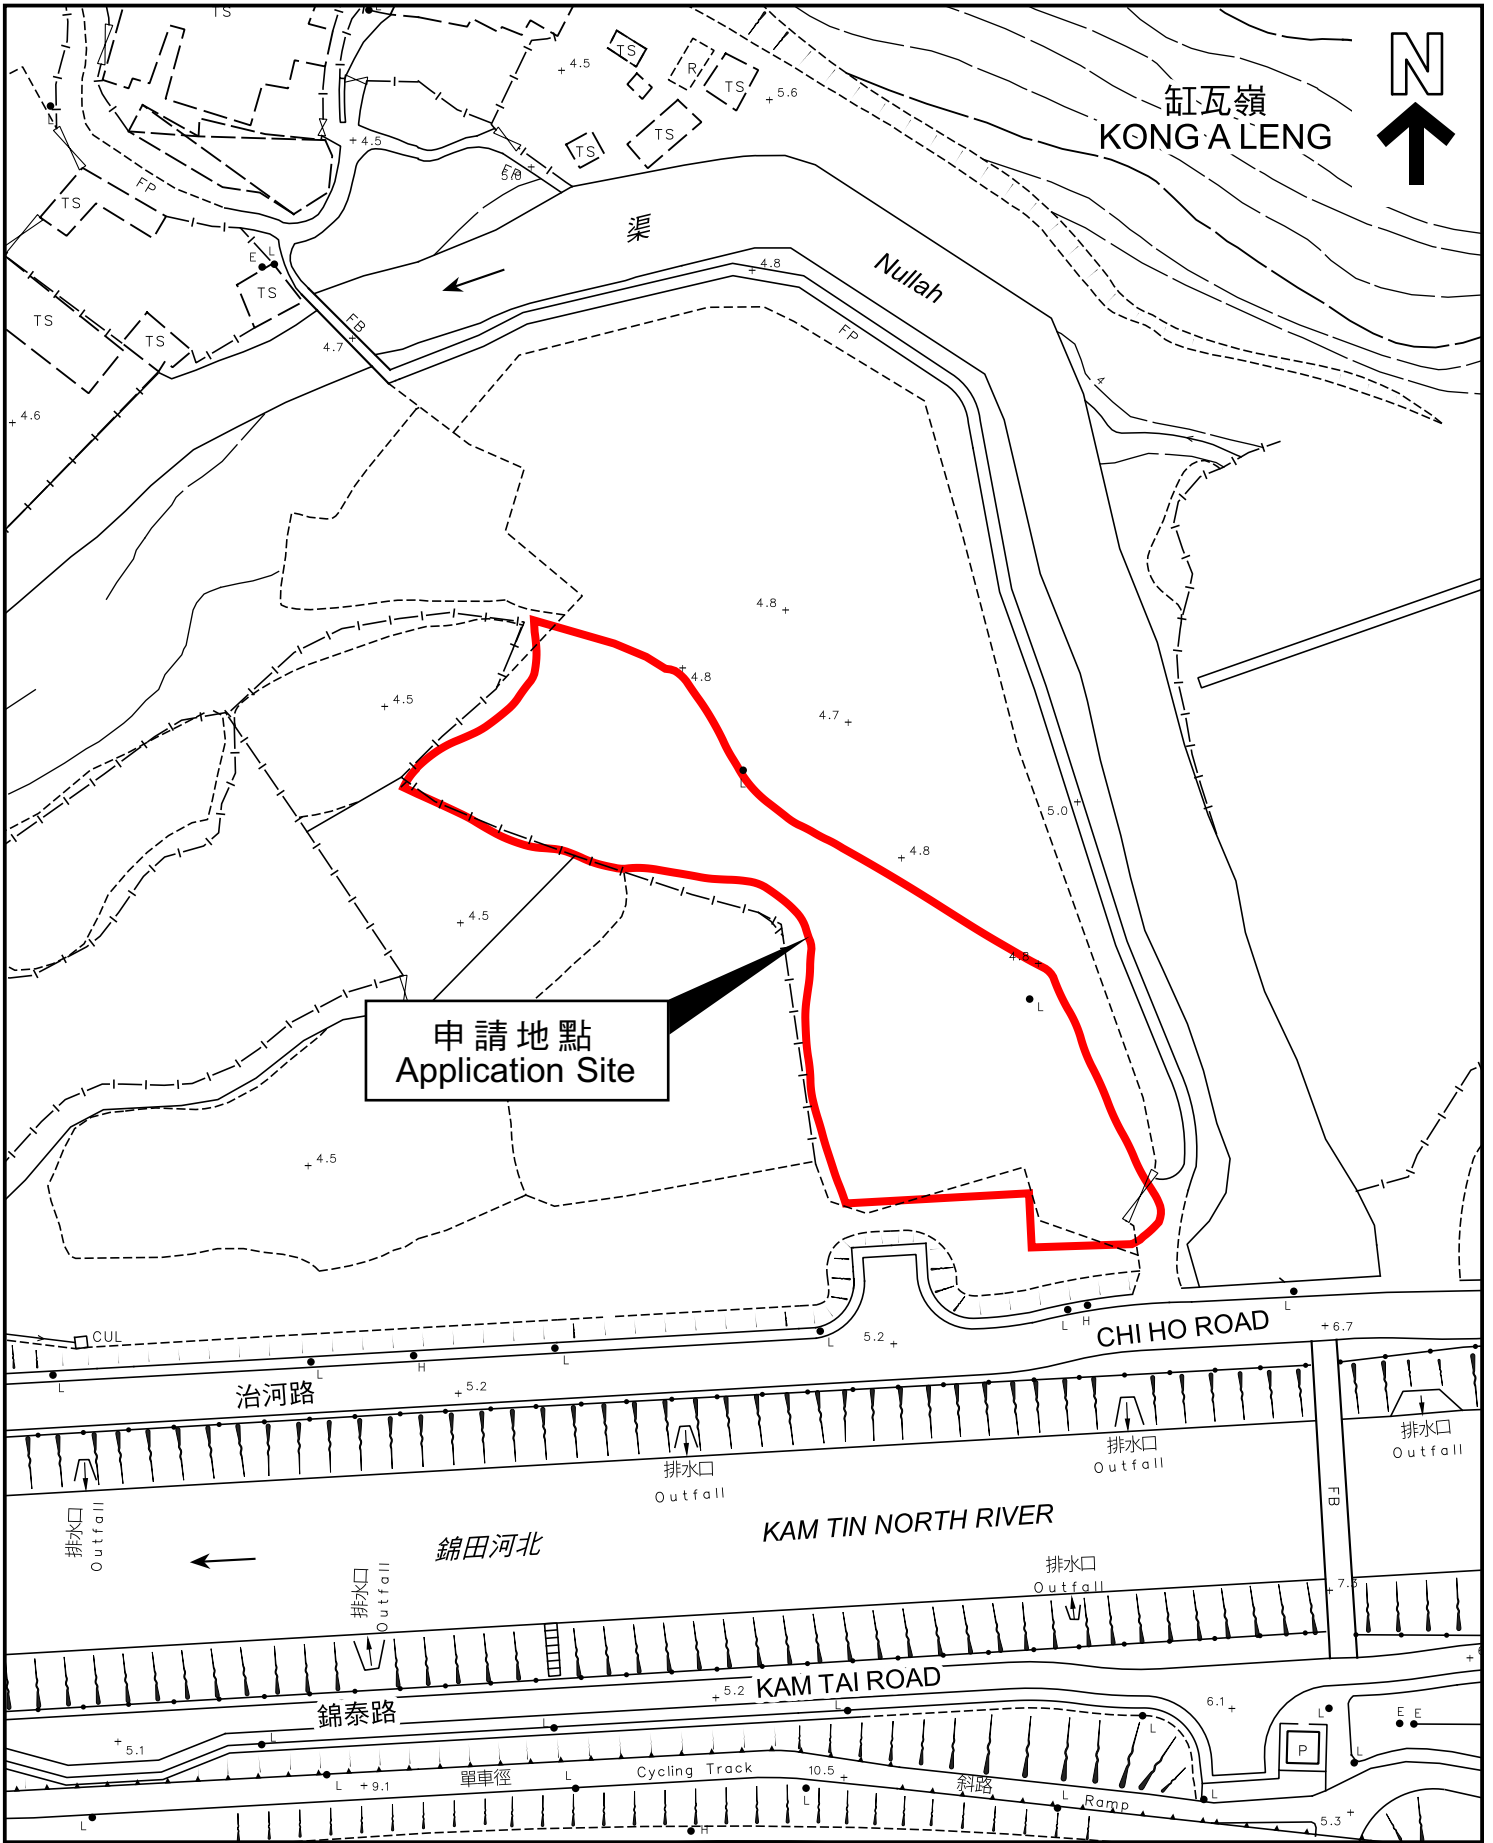 TS
L
TS
4.5
R
TS
5.6
N
缸瓦嶺
KONG A LENG
L
4.5
TS
TS
FP
5.0
FP
TS
渠
E
L
TS
4.8
Nullah
TS
FB
FP
4.7
TS
4.6
4.8
4.8
4.5
4.7
L
5.0
4.8
4.5
L
申請地點
Application Site
4.5
CUL
L
H
CHI HO ROAD
L
6.7
5.2
L
L
H
L
L
治河路
5.2
排水口
Outfall
排水口
Outfall
排水口
Outfall
排水口
Outfall
FB
錦田河北
KAM TIN NORTH RIVER
排水口
Outfall
排水口
Outfall
7.3
KAM TAI ROAD
5.2
錦泰路
L
6.1
L
E
E
L
L
L
5.1
P
L
單車徑
Cycling Track
10.5
斜路
Ramp
L
9.1
L
L
L
L
L
H
5.3